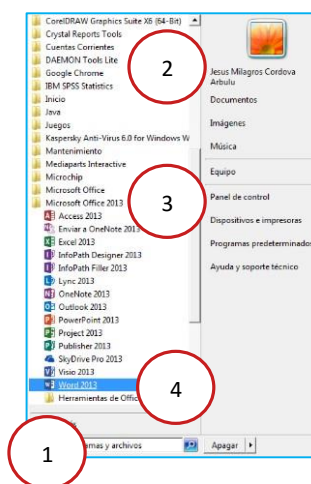 CorelDRAW Graphics Suite X6 (64-Bit)
Crystal Reports Tools
Cuentas Corrientes
DAEMON Tools Lite
Google Chrome
IBM SPSS Statistics
Inicio
Java
Juegos
Kaspersky Anti-Virus 6.0 for Windows W
Mantenimiento
Mediaparts Interactive
Microchip
Microsoft Office
Microsoft Office 2013
Access 2013
Enviar a OneNote 2013
Excel 2013
InfoPath Designer 2013
InfoPath Filler 2013
Lync 2013
OneNote 2013
Outlook 2013
PowerPoint 2013
Project 2013
Publisher 2013
SkyDrive Pro 2013
Visio 2013
Word 2013
Herramientas de Offic
mas y archivos
1
2
3
4
Jesus Milagros Cordova
Arbulu
Documentos
Imágenes
Música
Equipo
Panel de control
Dispositivos e impresoras
Programas predeterminados
Ayuda y soporte técnico
Apagar